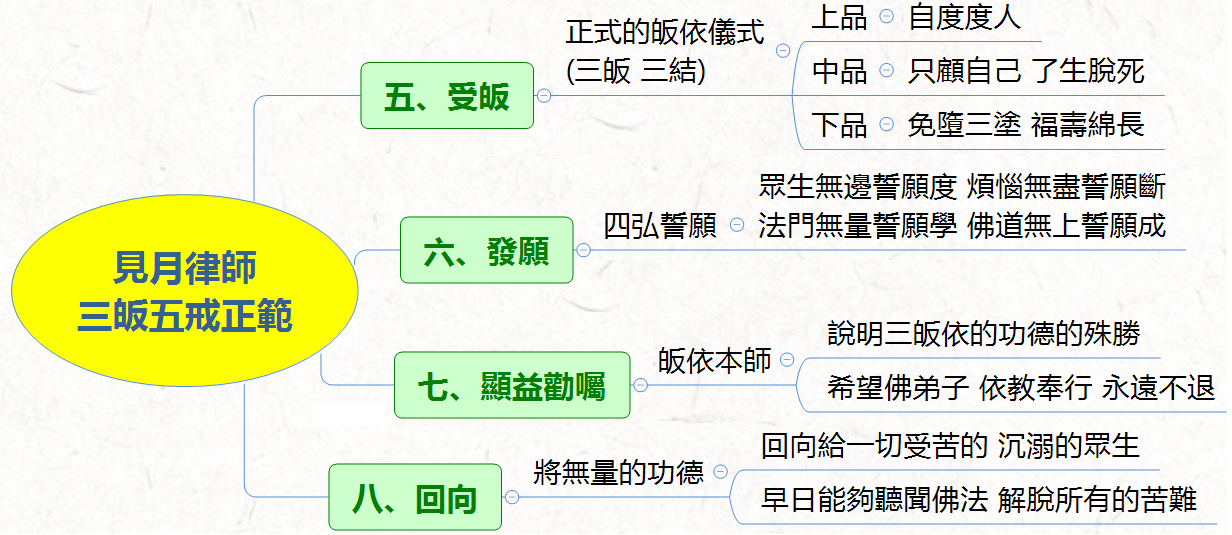 見月律師
三皈五戒正範
五、受皈
正式的皈依儀式
(三皈 三結)
上品
自度度人
中品
只顧自己 了生脫死
下品
免墮三塗 福壽綿長
六、發願
四弘誓願
眾生無邊誓願度 煩惱無盡誓願斷
法門無量誓願學 佛道無上誓願成
七、顯益勸囑
皈依本師
說明三皈依的功德的殊勝
希望佛弟子 依教奉行 永遠不退
八、回向
將無量的功德
回向給一切受苦的 沉溺的眾生
早日能夠聽聞佛法 解脫所有的苦難